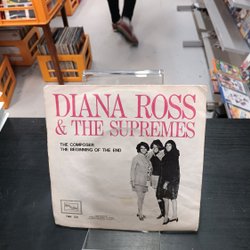 DIANA ROSS
& THE SUPREMES
THE COMPOSER
THE BEGINNING OF THE END